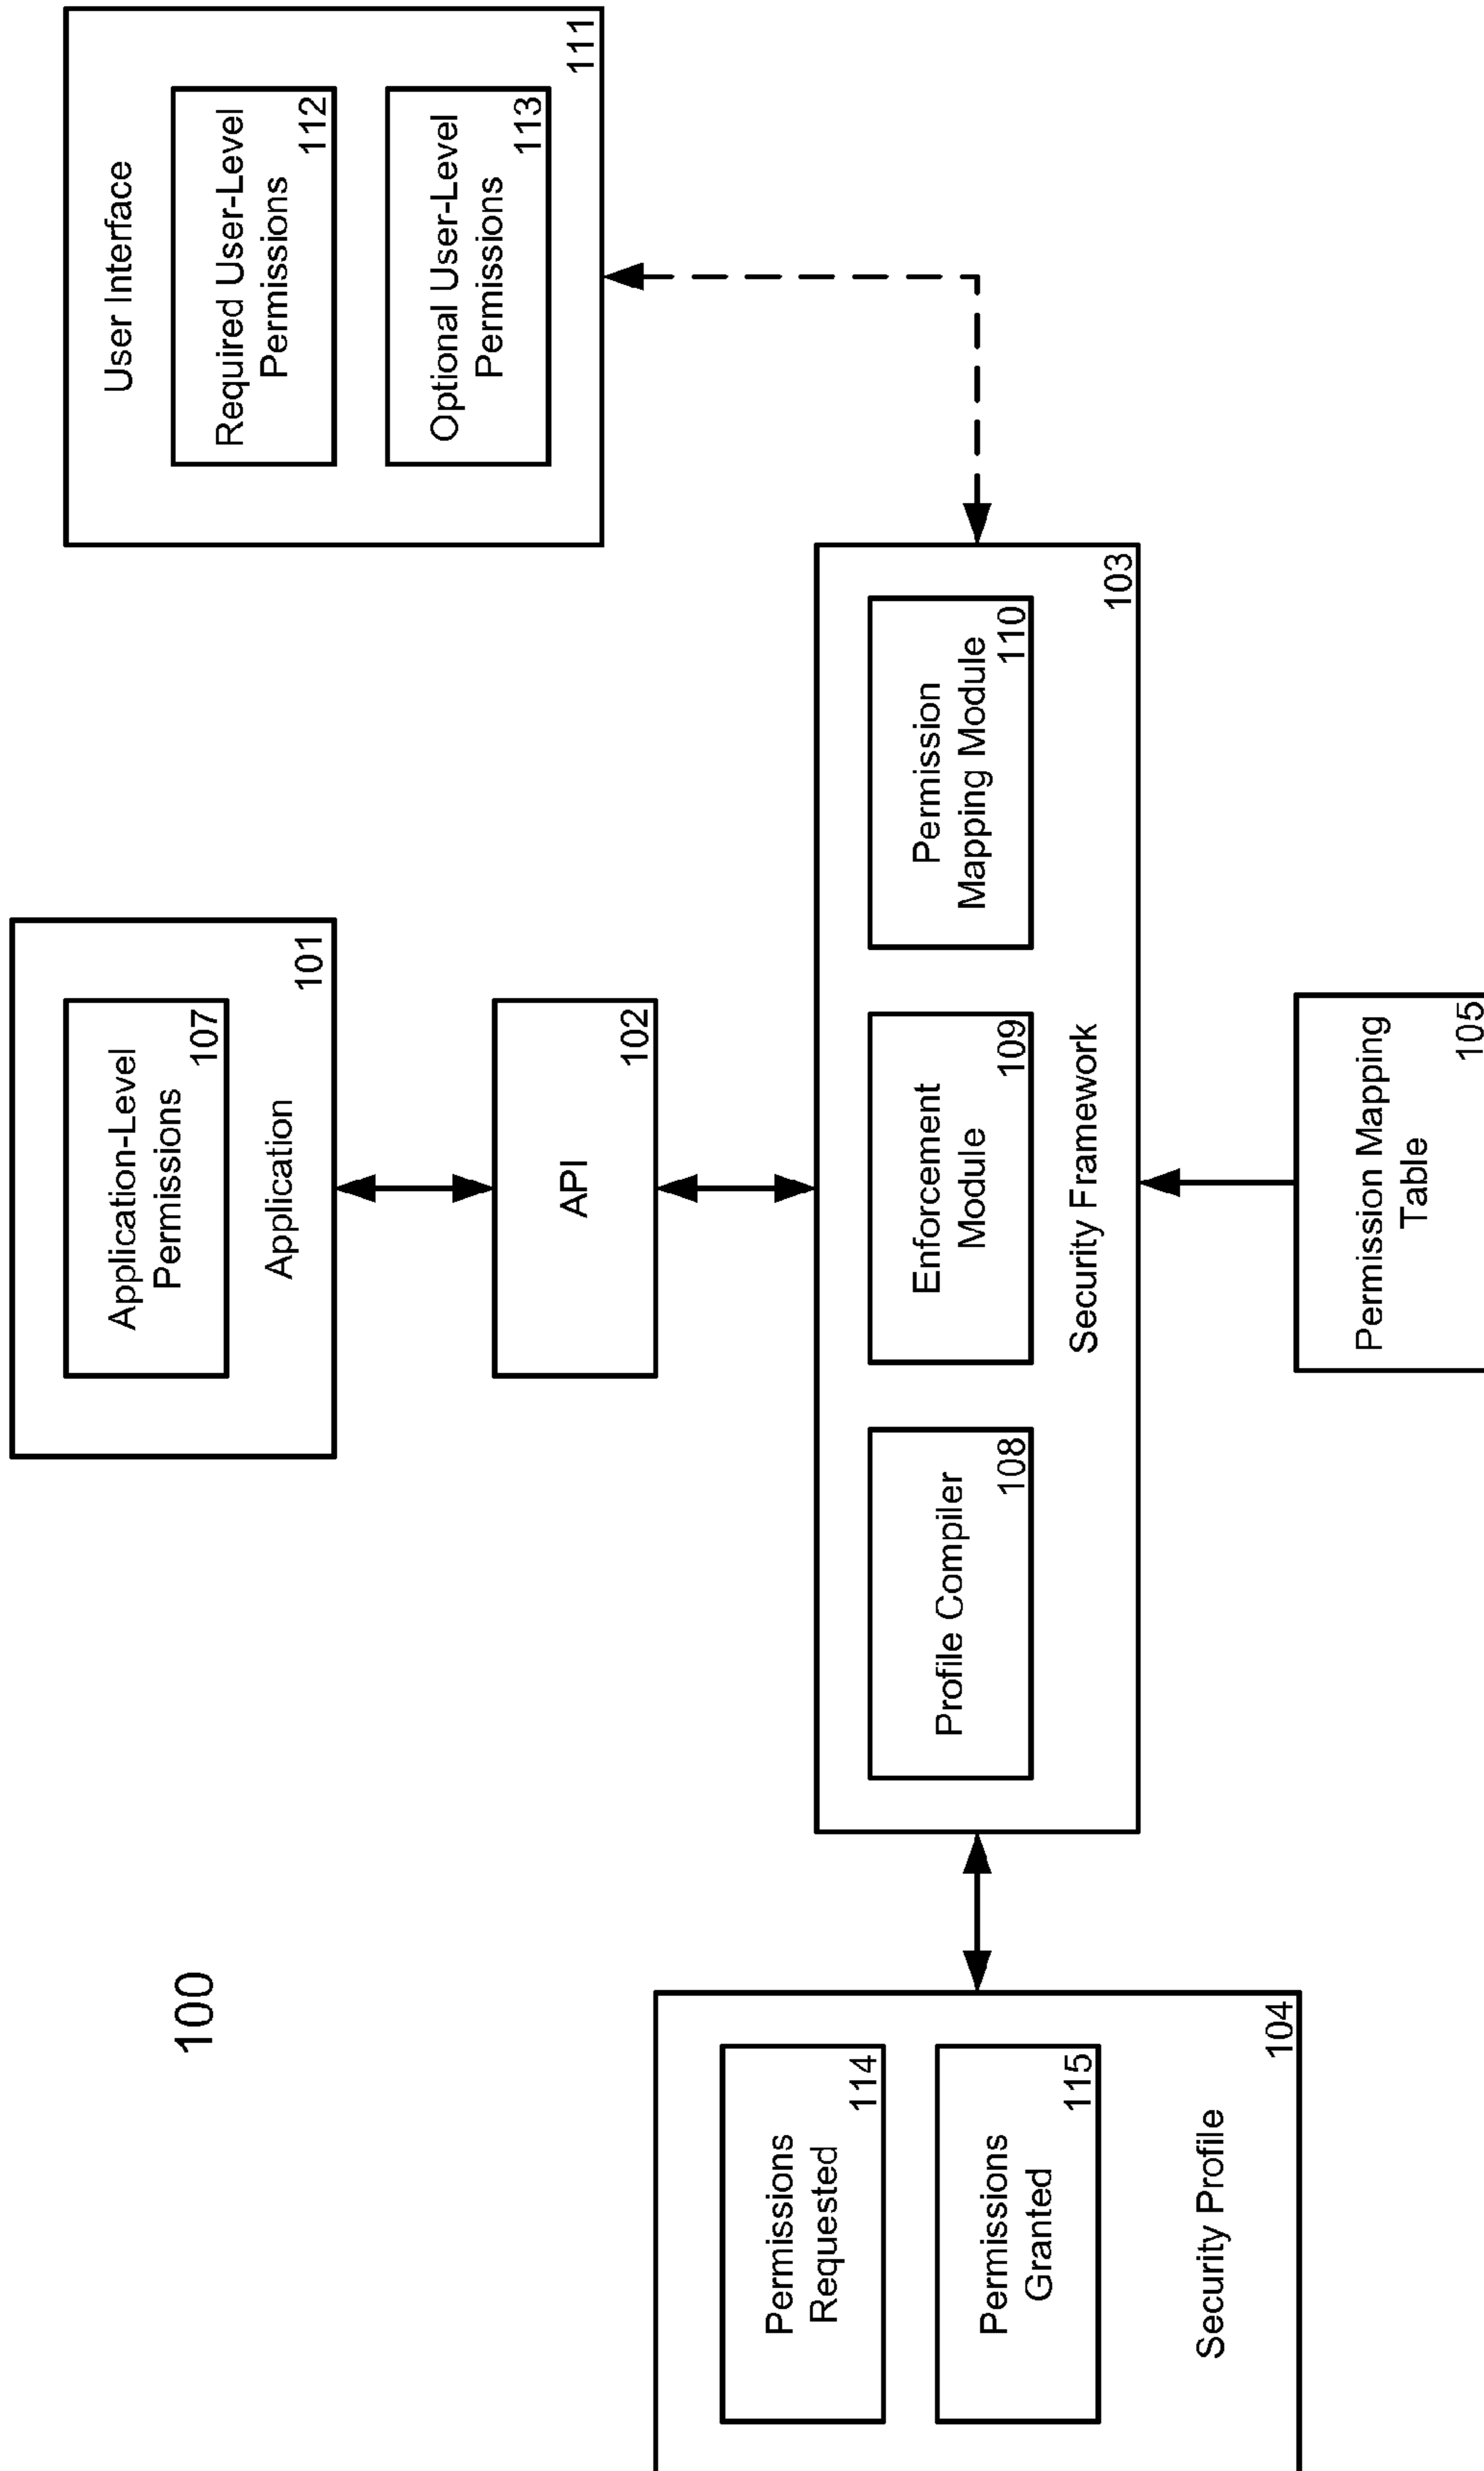 100
Application-Level
Permissions
107
Application
101
User Interface
Required User-Level
Permissions
112
Optional User-Level
Permissions
113
111
API
102
Permissions
Requested
114
Permissions
Granted
115
Security Profile
104
Profile Compiler
108
Enforcement
Module
109
Permission
Mapping Module
110
Security Framework
103
Permission Mapping
Table
105